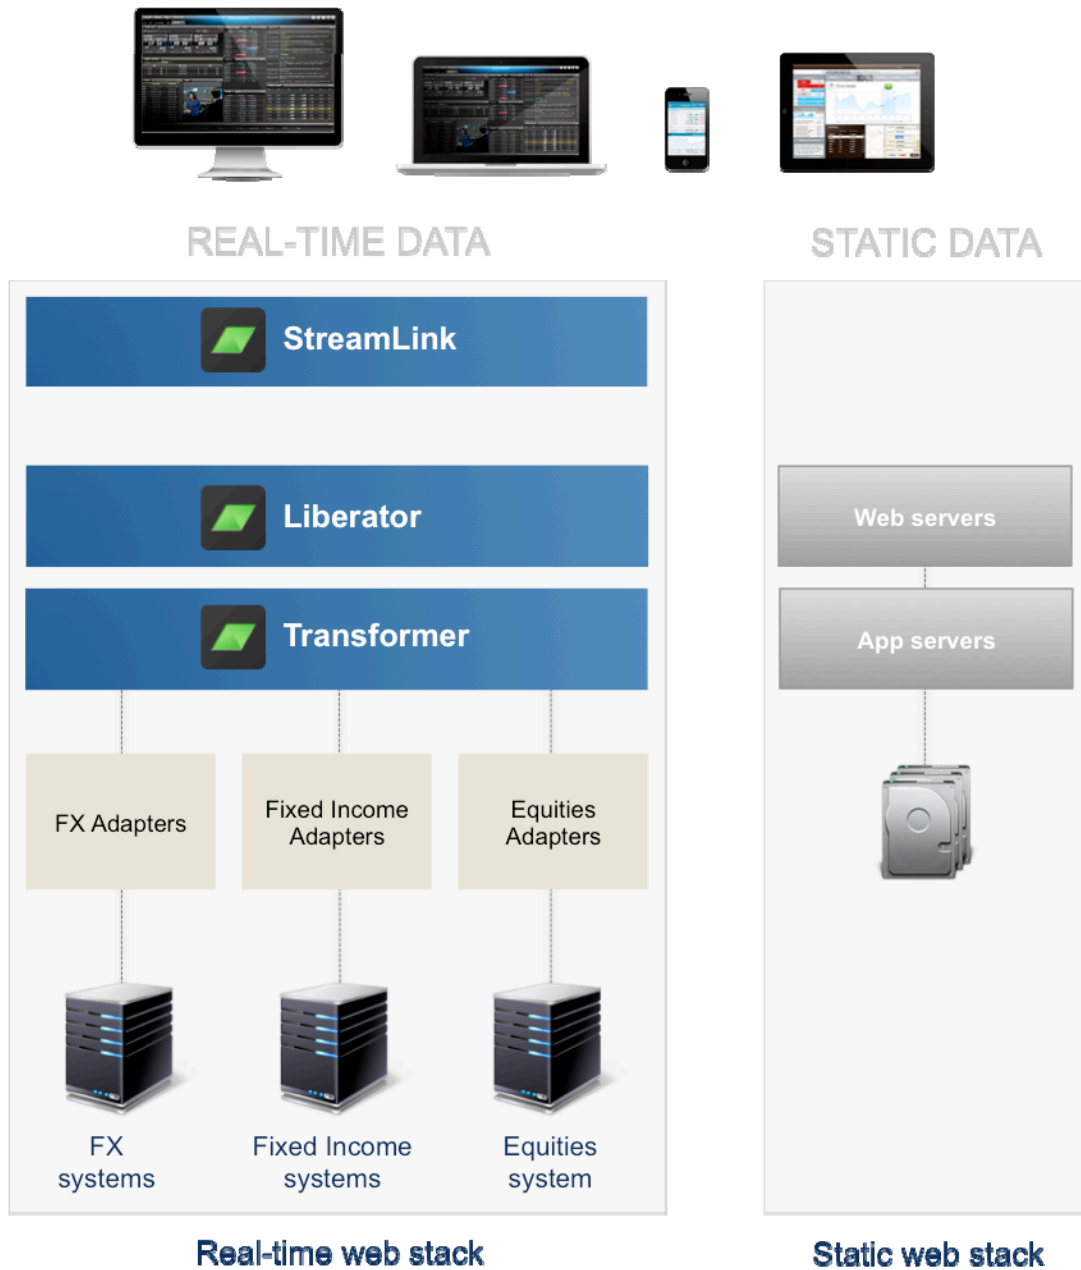 REAL-TIME DATA
STATIC DATA
StreamLink
Liberator
Transformer
Web servers
App servers
FX Adapters
Fixed Income
Adapters
Equities
Adapters
FX
systems
Fixed Income
systems
Equities
system
Real-time web stack
Static web stack